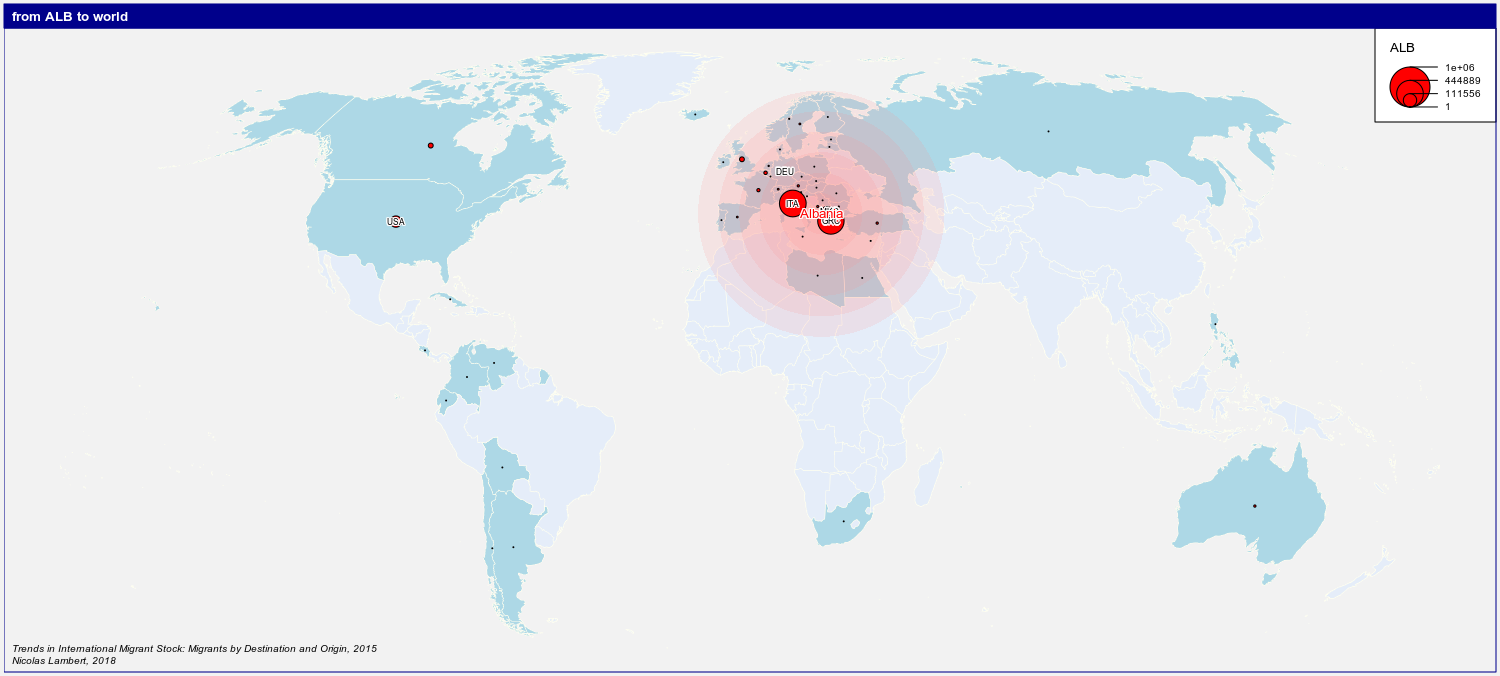 from ALB to world
ALB
1e+06
444889
111556
1
DEU
ITA
Albania
GRC
USA
Trends in International Migrant Stock: Migrants by Destination and Origin, 2015
Nicolas Lambert, 2018